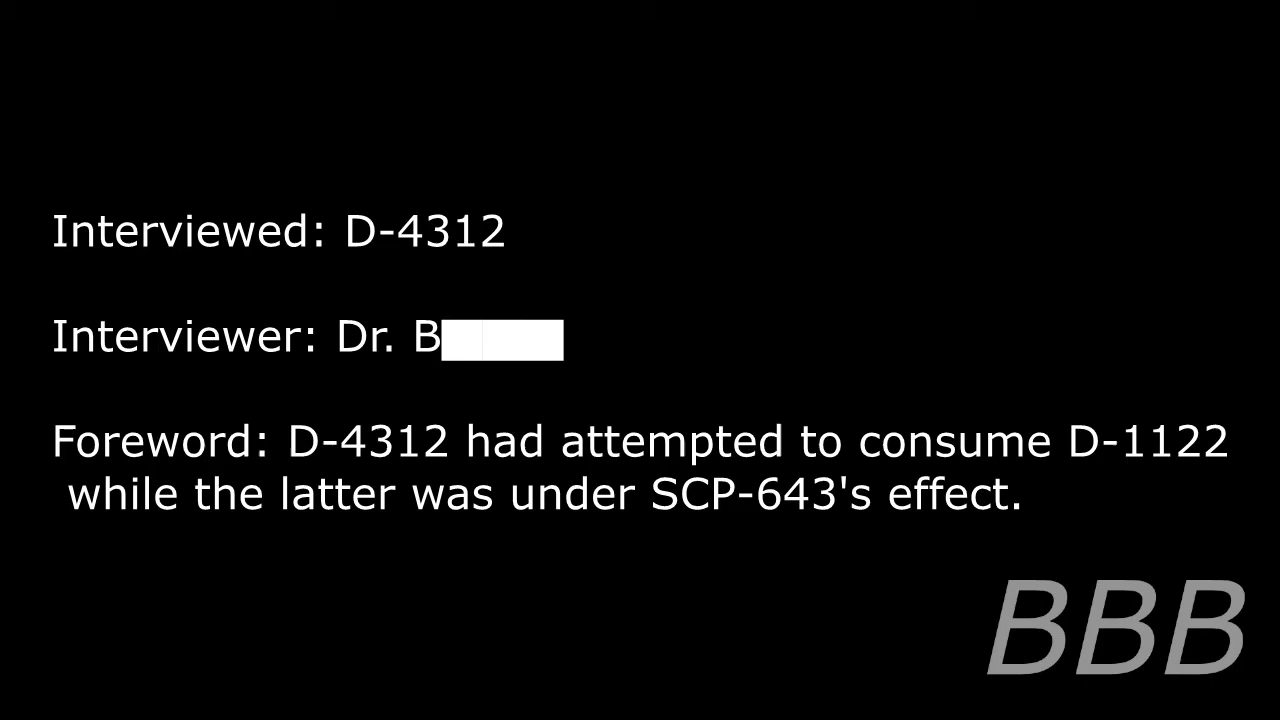 Interviewed: D-4312
Interviewer: Dr. B█████
Foreword: D-4312 had attempted to consume D-1122
while the latter was under SCP-643's effect.
BBB